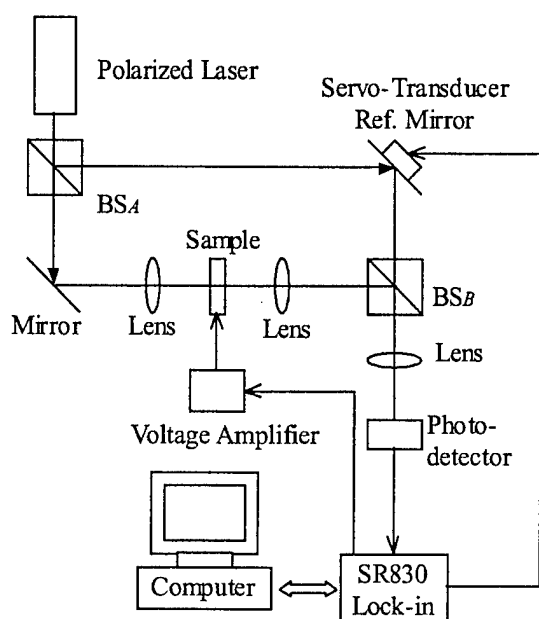 Polarized Laser
Servo-Transducer
Ref. Mirror
BSA
Sample
BSB
Mirror
Lens
Lens
Lens
Voltage Amplifier
Photo-
detector
Computer
SR830
Lock-in